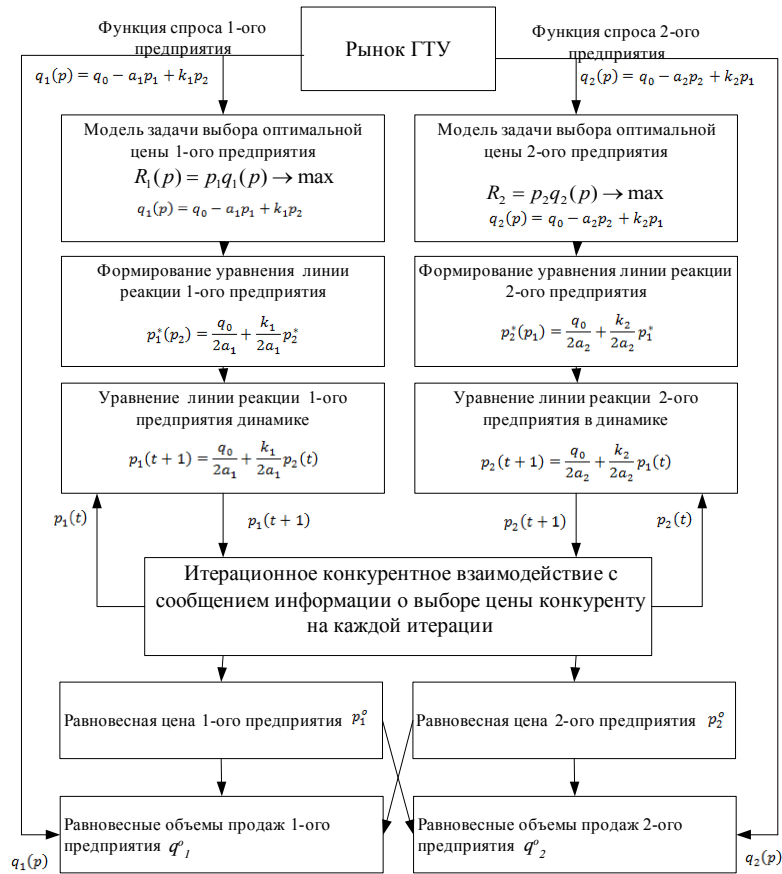 Функция спроса 1-ого
предприятия
Рынок ГТУ
Функция спроса 2-ого
предприятия
q₁(p) = q₀ − a₁p₁ + k₁p₂
q₂(p) = q₀ − a₂p₂ + k₂p₁
Модель задачи выбора оптимальной
цены 1-ого предприятия
R₁(p) = p₁q₁(p) → max
q₁(p) = q₀ − a₁p₁ + k₁p₂
Модель задачи выбора оптимальной
цены 2-ого предприятия
R₂ = p₂q₂(p) → max
q₂(p) = q₀ − a₂p₂ + k₂p₁
Формирование уравнения линии
реакции 1-ого предприятия
p₁*(p₂) = q₀/2a₁ + k₁/2a₁ p₂*
Формирование уравнения линии реакции
2-ого предприятия
p₂*(p₁) = q₀/2a₂ + k₂/2a₂ p₁*
Уравнение линии реакции 1-ого
предприятия динамике
p₁(t + 1) = q₀/2a₁ + k₁/2a₁ p₂(t)
Уравнение линии реакции 2-ого
предприятия в динамике
p₂(t + 1) = q₀/2a₂ + k₂/2a₂ p₁(t)
p₁(t)
p₁(t + 1)
p₂(t + 1)
p₂(t)
Итерационное конкурентное взаимодействие с
сообщением информации о выборе цены конкуренту
на каждой итерации
Равновесная цена 1-ого предприятия p₁ᵒ
Равновесная цена 2-ого предприятия p₂ᵒ
Равновесные объемы продаж 1-ого
предприятия qᵒ₁
Равновесные объемы продаж 2-ого
предприятия qᵒ₂
q₁(p)
q₂(p)